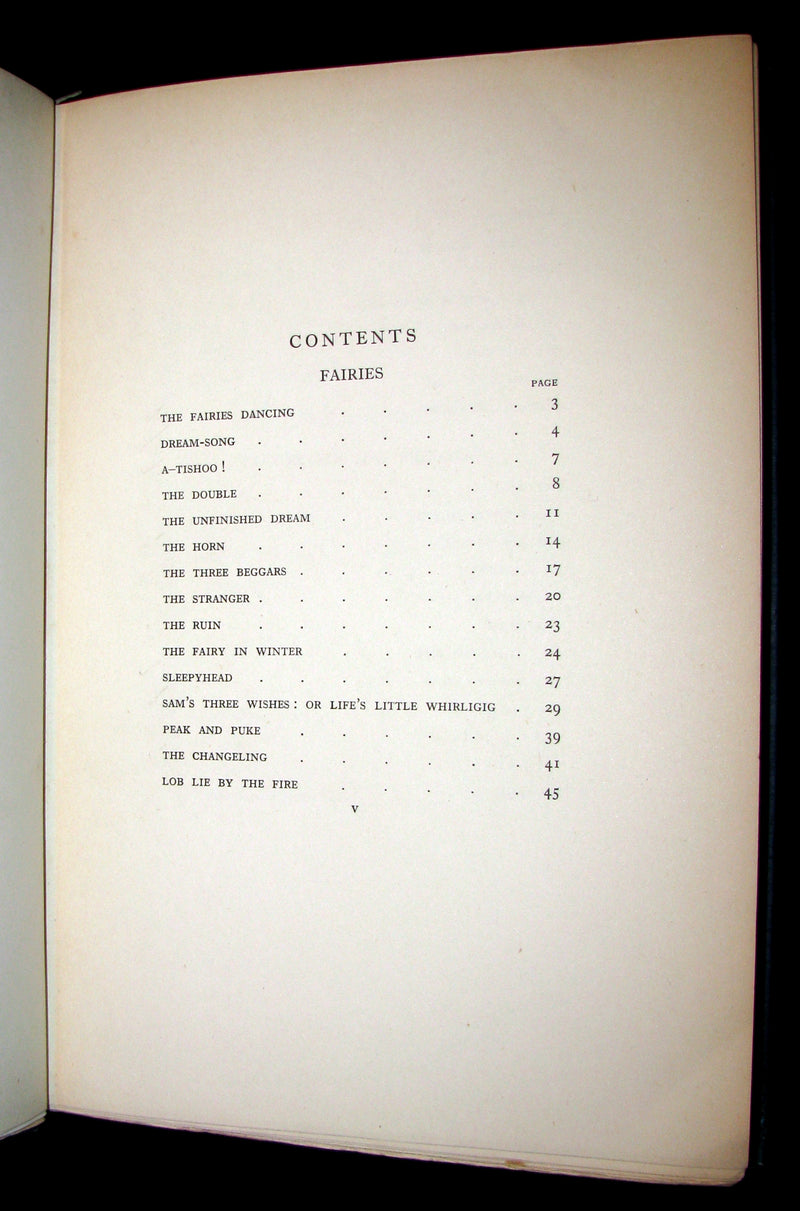 CONTENTS
FAIRIES
PAGE
THE FAIRIES DANCING . . . . . 3
DREAM-SONG . . . . . . . 4
A-TISHOO ! . . . . . . . 7
THE DOUBLE . . . . . . . 8
THE UNFINISHED DREAM . . . . . 11
THE HORN . . . . . . . 14
THE THREE BEGGARS . . . . . . 17
THE STRANGER . . . . . . . 20
THE RUIN . . . . . . . 23
THE FAIRY IN WINTER . . . . . 24
SLEEPYHEAD . . . . . . . 27
SAM'S THREE WISHES : OR LIFE'S LITTLE WHIRLIGIG . 29
PEAK AND PUKE . . . . . . 39
THE CHANGELING . . . . . . 41
LOB LIE BY THE FIRE . . . . . 45
v